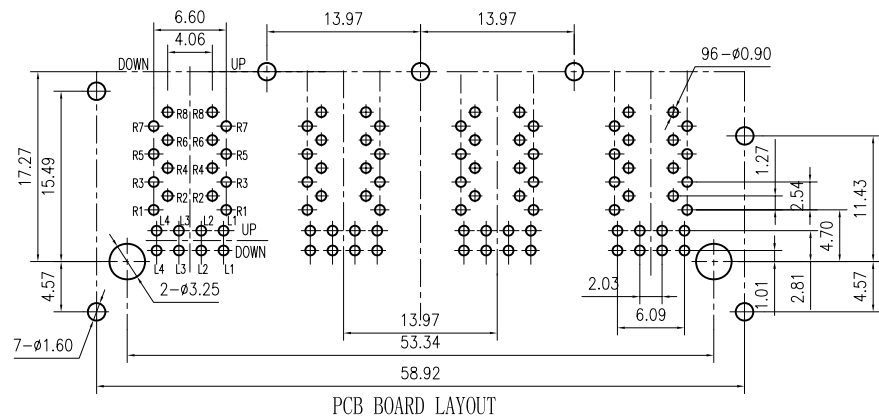 6.60
13.97
13.97
4.06
DOWN
UP
96-ø0.90
R8
R8
R7
R7
R6
R6
R5
R5
R4
R4
R3
R3
R2
R2
R1
R1
L4
L3
L2
L1
UP
DOWN
L4
L3
L2
L1
17.27
15.49
4.57
1.27
2.54
11.43
4.70
2-ø3.25
2.03
1.01
2.81
4.57
6.09
13.97
7-ø1.60
53.34
58.92
PCB BOARD LAYOUT